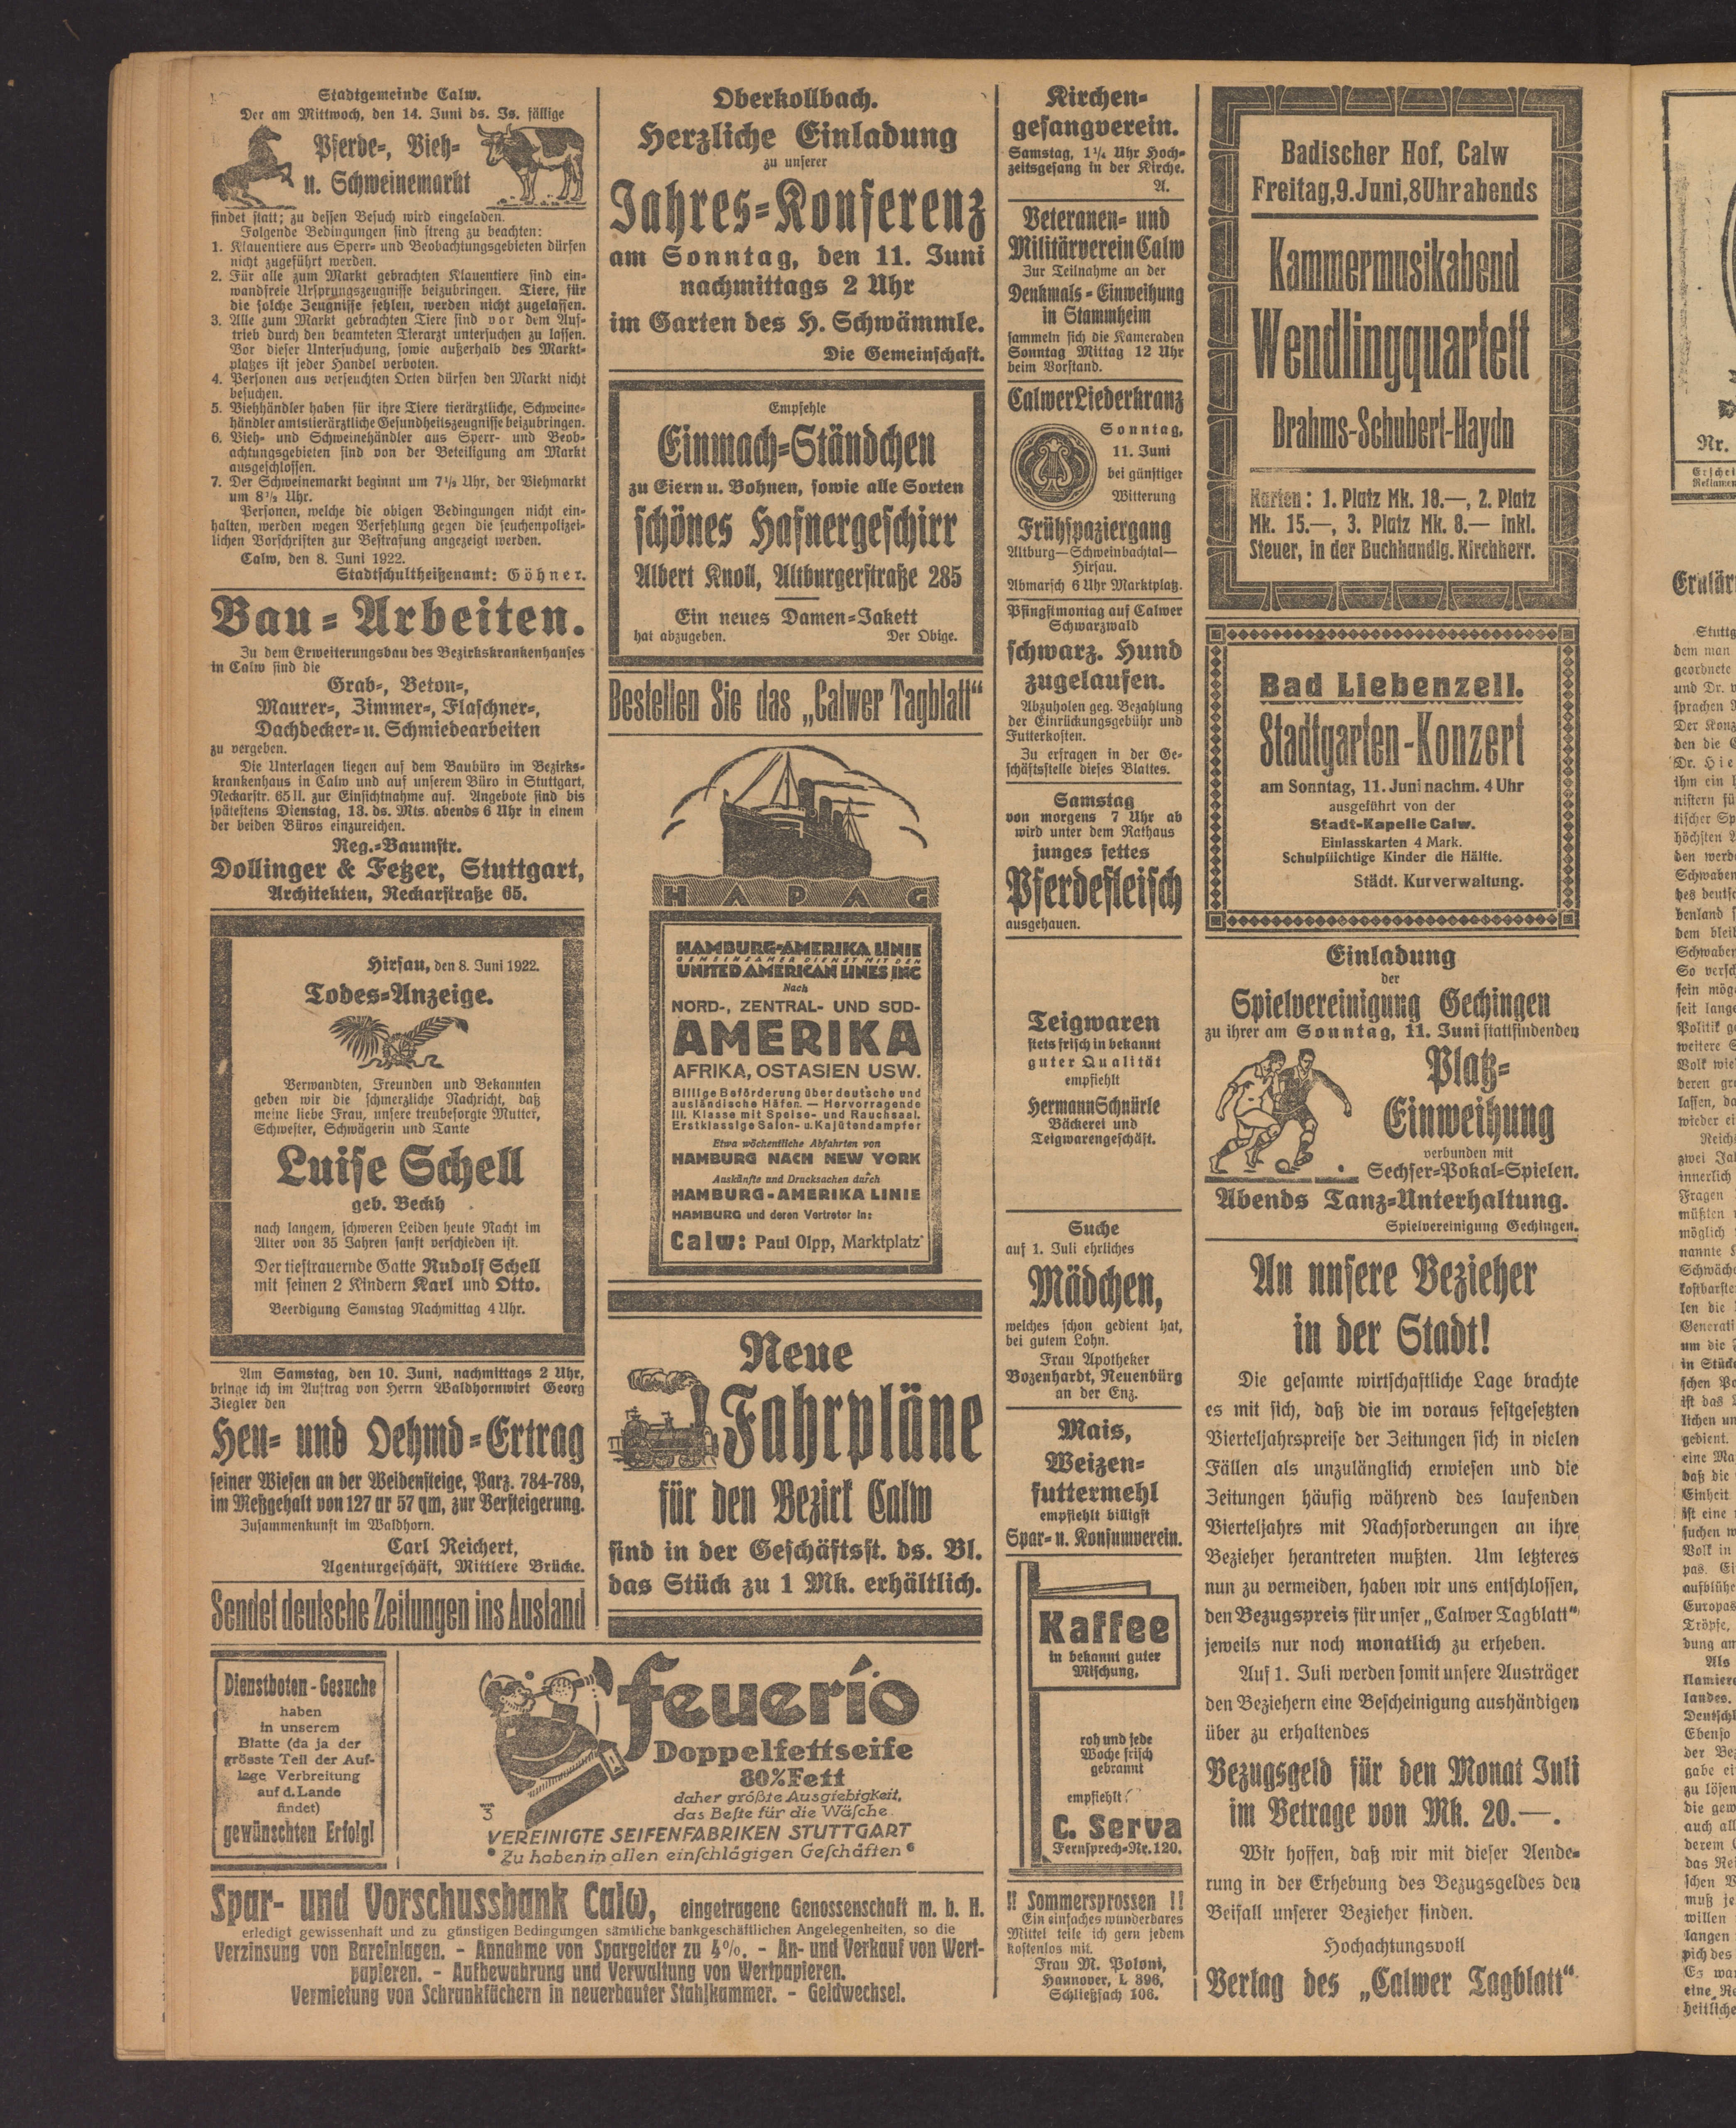 Stadtgemeinde Calw.
Der am Mittwoch, den 14. Juni ds. Js. fällige
Pferde-, Vieh-
u. Schweinemarkt
findet statt; zu dessen Besuch wird eingeladen.
Folgende Bedingungen sind streng zu beachten:
1. Klauentiere aus Sperr- und Beobachtungsgebieten dürfen
nicht zugeführt werden.
2. Für alle zum Markt gebrachten Klauentiere sind ein-
wandfreie Ursprungszeugnisse beizubringen. Tiere, für
die solche Zeugnisse fehlen, werden nicht zugelassen.
3. Alle zum Markt gebrachten Tiere sind vor dem Auf-
trieb durch den beamteten Tierarzt untersuchen zu lassen.
Vor dieser Untersuchung, sowie außerhalb des Markt-
platzes ist jeder Handel verboten.
4. Personen aus verseuchten Orten dürfen den Markt nicht
besuchen.
5. Viehhändler haben für ihre Tiere tierärztliche, Schweine-
händler amtstierärztliche Gesundheitszeugnisse beizubringen.
6. Vieh- und Schweinehändler aus Sperr- und Beob-
achtungsgebieten sind von der Beteiligung am Markt
ausgeschlossen.
7. Der Schweinemarkt beginnt um 7½ Uhr, der Viehmarkt
um 8½ Uhr.
Personen, welche die obigen Bedingungen nicht ein-
halten, werden wegen Verfehlung gegen die seuchenpolizei-
lichen Vorschriften zur Bestrafung angezeigt werden.
Calw, den 8. Juni 1922.
Stadtschultheißenamt: Göhner.
Bau-Arbeiten.
Zu dem Erweiterungsbau des Bezirkskrankenhauses
in Calw sind die
Grab-, Beton-,
Maurer-, Zimmer-, Flaschner-,
Dachdecker- u. Schmiedearbeiten
zu vergeben.
Die Unterlagen liegen auf dem Baubüro im Bezirks-
krankenhaus in Calw und auf unserem Büro in Stuttgart,
Neckarstr. 65 II. zur Einsichtnahme auf. Angebote sind bis
spätestens Dienstag, 13. ds. Mts. abends 6 Uhr in einem
der beiden Büros einzureichen.
Reg.-Baumstr.
Dollinger & Fetzer, Stuttgart,
Architekten, Neckarstraße 65.
Hirsau, den 8. Juni 1922.
Todes-Anzeige.
Verwandten, Freunden und Bekannten
geben wir die schmerzliche Nachricht, daß
meine liebe Frau, unsere treubesorgte Mutter,
Schwester, Schwägerin und Tante
Luise Schell
geb. Beckh
nach langem, schweren Leiden heute Nacht im
Alter von 35 Jahren sanft verschieden ist.
Der tieftrauernde Gatte Rudolf Schell
mit seinen 2 Kindern Karl und Otto.
Beerdigung Samstag Nachmittag 4 Uhr.
Am Samstag, den 10. Juni, nachmittags 2 Uhr,
bringe ich im Auftrag von Herrn Waldhornwirt Georg
Ziegler den
Heu- und Oehmd-Ertrag
seiner Wiesen an der Weidensteige, Parz. 784-789,
im Meßgehalt von 127 ar 57 qm, zur Versteigerung.
Zusammenkunft im Waldhorn.
Carl Reichert,
Agenturgeschäft, Mittlere Brücke.
Sendet deutsche Zeitungen ins Ausland
Oberkollbach.
Herzliche Einladung
zu unserer
Jahres-Konferenz
am Sonntag, den 11. Juni
nachmittags 2 Uhr
im Garten des H. Schwämmle.
Die Gemeinschaft.
Empfehle
Einmach-Ständchen
zu Eiern u. Bohnen, sowie alle Sorten
schönes Hafnergeschirr
Albert Knoll, Altburgerstraße 285
Ein neues Damen-Jakett
hat abzugeben. Der Obige.
Bestellen Sie das „Calwer Tagblatt“
HAPAG
HAMBURG-AMERIKA LINIE
GEMEINSAMER DIENST MIT DEN
UNITED AMERICAN LINES INC
Nach
NORD-, ZENTRAL- UND SÜD-
AMERIKA
AFRIKA, OSTASIEN USW.
Billige Beförderung über deutsche und
ausländische Häfen. — Hervorragende
III. Klasse mit Speise- und Rauchsaal.
Erstklassige Salon- u. Kajütendampfer
Etwa wöchentliche Abfahrten von
HAMBURG NACH NEW YORK
Auskünfte und Drucksachen durch
HAMBURG-AMERIKA LINIE
HAMBURG und deren Vertreter in:
Calw: Paul Olpp, Marktplatz
Neue
Fahrpläne
für den Bezirk Calw
sind in der Geschäftsst. ds. Bl.
das Stück zu 1 Mk. erhältlich.
Dienstboten-Gesuche
haben
in unserem
Blatte (da ja der
grösste Teil der Auf-
lage Verbreitung
auf d. Lande
findet)
gewünschten Erfolg!
feuerio
Doppelfettseife
80% Fett
daher größte Ausgiebigkeit,
das Beste für die Wäsche
3
VEREINIGTE SEIFENFABRIKEN STUTTGART
Zu haben in allen einschlägigen Geschäften
Spar- und Vorschussbank Calw, eingetragene Genossenschaft m. b. H.
erledigt gewissenhaft und zu günstigen Bedingungen sämtliche bankgeschäftlichen Angelegenheiten, so die
Verzinsung von Bareinlagen. - Annahme von Spargelder zu 4%. - An- und Verkauf von Wert-
papieren. - Aufbewahrung und Verwaltung von Wertpapieren.
Vermietung von Schrankfächern in neuerbauter Stahlkammer. - Geldwechsel.
Kirchen-
gesangverein.
Samstag, 1¼ Uhr Hoch-
zeitsgesang in der Kirche.
A.
Veteranen- und
Militärverein Calw
Zur Teilnahme an der
Denkmals-Einweihung
in Stammheim
sammeln sich die Kameraden
Sonntag Mittag 12 Uhr
beim Vorstand.
Calwer Liederkranz
Sonntag,
11. Juni
bei günstiger
Witterung
Frühspaziergang
Altburg—Schweinbachtal—
Hirsau.
Abmarsch 6 Uhr Marktplatz.
Pfingstmontag auf Calwer
Schwarzwald
schwarz. Hund
zugelaufen.
Abzuholen geg. Bezahlung
der Einrückungsgebühr und
Futterkosten.
Zu erfragen in der Ge-
schäftsstelle dieses Blattes.
Samstag
von morgens 7 Uhr ab
wird unter dem Rathaus
junges fettes
Pferdefleisch
ausgehauen.
Teigwaren
stets frisch in bekannt
guter Qualität
empfiehlt
Hermann Schnürle
Bäckerei und
Teigwarengeschäft.
Suche
auf 1. Juli ehrliches
Mädchen,
welches schon gedient hat,
bei gutem Lohn.
Frau Apotheker
Bozenhardt, Neuenbürg
an der Enz.
Mais,
Weizen-
futtermehl
empfiehlt billigst
Spar- u. Konsumverein.
Kaffee
in bekannt guter
Mischung,
roh und jede
Woche frisch
gebrannt
empfiehlt
C. Serva
Fernsprech-Nr. 120.
!! Sommersprossen !!
Ein einfaches wunderbares
Mittel teile ich gern jedem
kostenlos mit.
Frau M. Poloni,
Hannover, L 396,
Schließfach 106.
Badischer Hof, Calw
Freitag, 9. Juni, 8 Uhr abends
Kammermusikabend
Wendlingquartett
Brahms-Schubert-Haydn
Karten: 1. Platz Mk. 18.—, 2. Platz
Mk. 15.—, 3. Platz Mk. 8.— inkl.
Steuer, in der Buchhandlg. Kirchherr.
Bad Liebenzell.
Stadtgarten-Konzert
am Sonntag, 11. Juni nachm. 4 Uhr
ausgeführt von der
Stadt-Kapelle Calw.
Einlasskarten 4 Mark.
Schulpflichtige Kinder die Hälfte.
Städt. Kurverwaltung.
Einladung
der
Spielvereinigung Gechingen
zu ihrer am Sonntag, 11. Juni stattfindenden
Platz-
Einweihung
verbunden mit
Sechser-Pokal-Spielen.
Abends Tanz-Unterhaltung.
Spielvereinigung Gechingen.
An unsere Bezieher
in der Stadt!
Die gesamte wirtschaftliche Lage brachte
es mit sich, daß die im voraus festgesetzten
Vierteljahrspreise der Zeitungen sich in vielen
Fällen als unzulänglich erwiesen und die
Zeitungen häufig während des laufenden
Vierteljahrs mit Nachforderungen an ihre
Bezieher herantreten mußten. Um letzteres
nun zu vermeiden, haben wir uns entschlossen,
den Bezugspreis für unser „Calwer Tagblatt“
jeweils nur noch monatlich zu erheben.
Auf 1. Juli werden somit unsere Austräger
den Beziehern eine Bescheinigung aushändigen
über zu erhaltendes
Bezugsgeld für den Monat Juli
im Betrage von Mk. 20.—.
Wir hoffen, daß wir mit dieser Aende-
rung in der Erhebung des Bezugsgeldes den
Beifall unserer Bezieher finden.
Hochachtungsvoll
Verlag des „Calwer Tagblatt“
Nr.